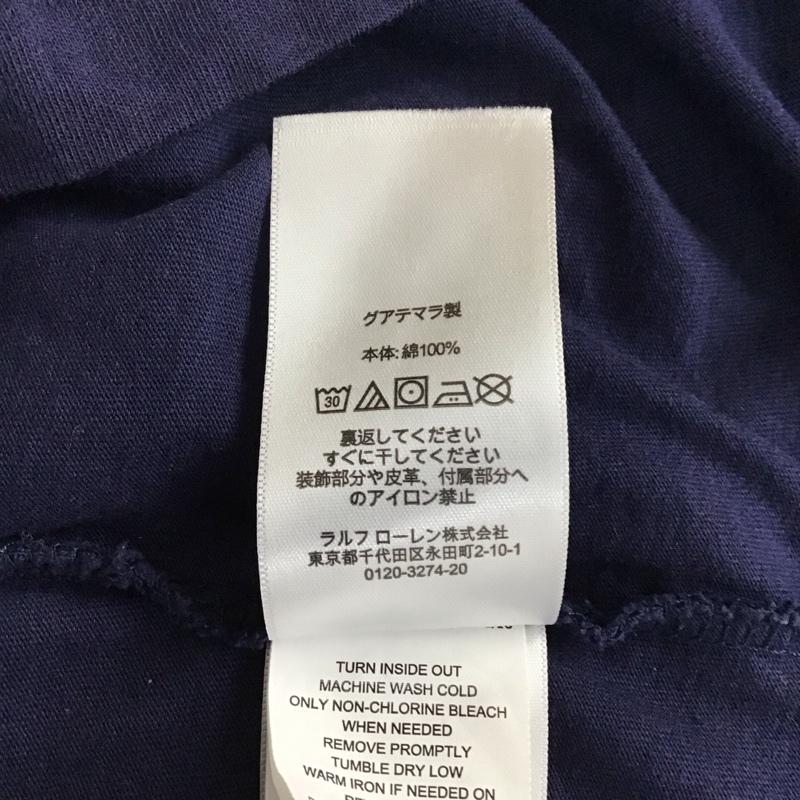 グアテマラ製
本体: 綿100%
30
裏返してください
すぐに干してください
装飾部分や皮革、付属部分へ
のアイロン禁止
ラルフ ローレン株式会社
東京都千代田区永田町2-10-1
0120-3274-20
TURN INSIDE OUT
MACHINE WASH COLD
ONLY NON-CHLORINE BLEACH
WHEN NEEDED
REMOVE PROMPTLY
TUMBLE DRY LOW
WARM IRON IF NEEDED ON